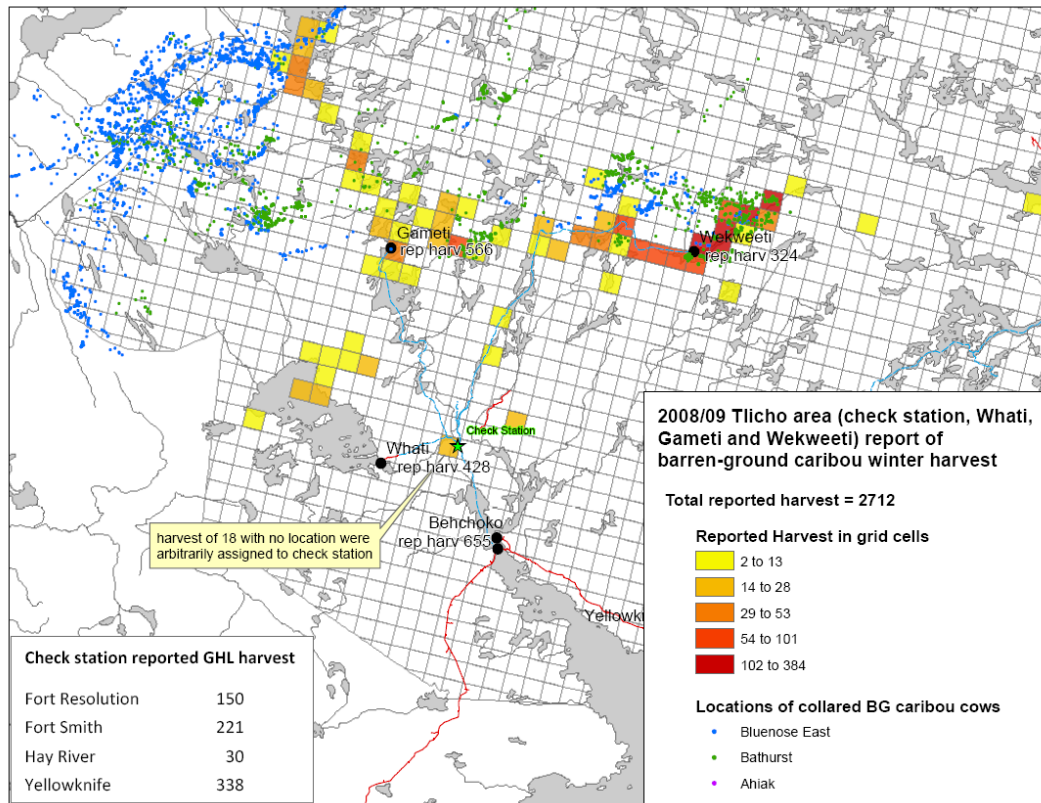 Gameti
rep harv 566
Wekweeti
rep harv 324
Check Station
Whati
rep harv 428
harvest of 18 with no location were
arbitrarily assigned to check station
Behchoko
rep harv 655
2008/09 Tlicho area (check station, Whati,
Gameti and Wekweeti) report of
barren-ground caribou winter harvest
Total reported harvest = 2712
Reported Harvest in grid cells
2 to 13
14 to 28
29 to 53
54 to 101
102 to 384
Locations of collared BG caribou cows
Bluenose East
Bathurst
Ahiak
Check station reported GHL harvest
Fort Resolution 150
Fort Smith 221
Hay River 30
Yellowknife 338